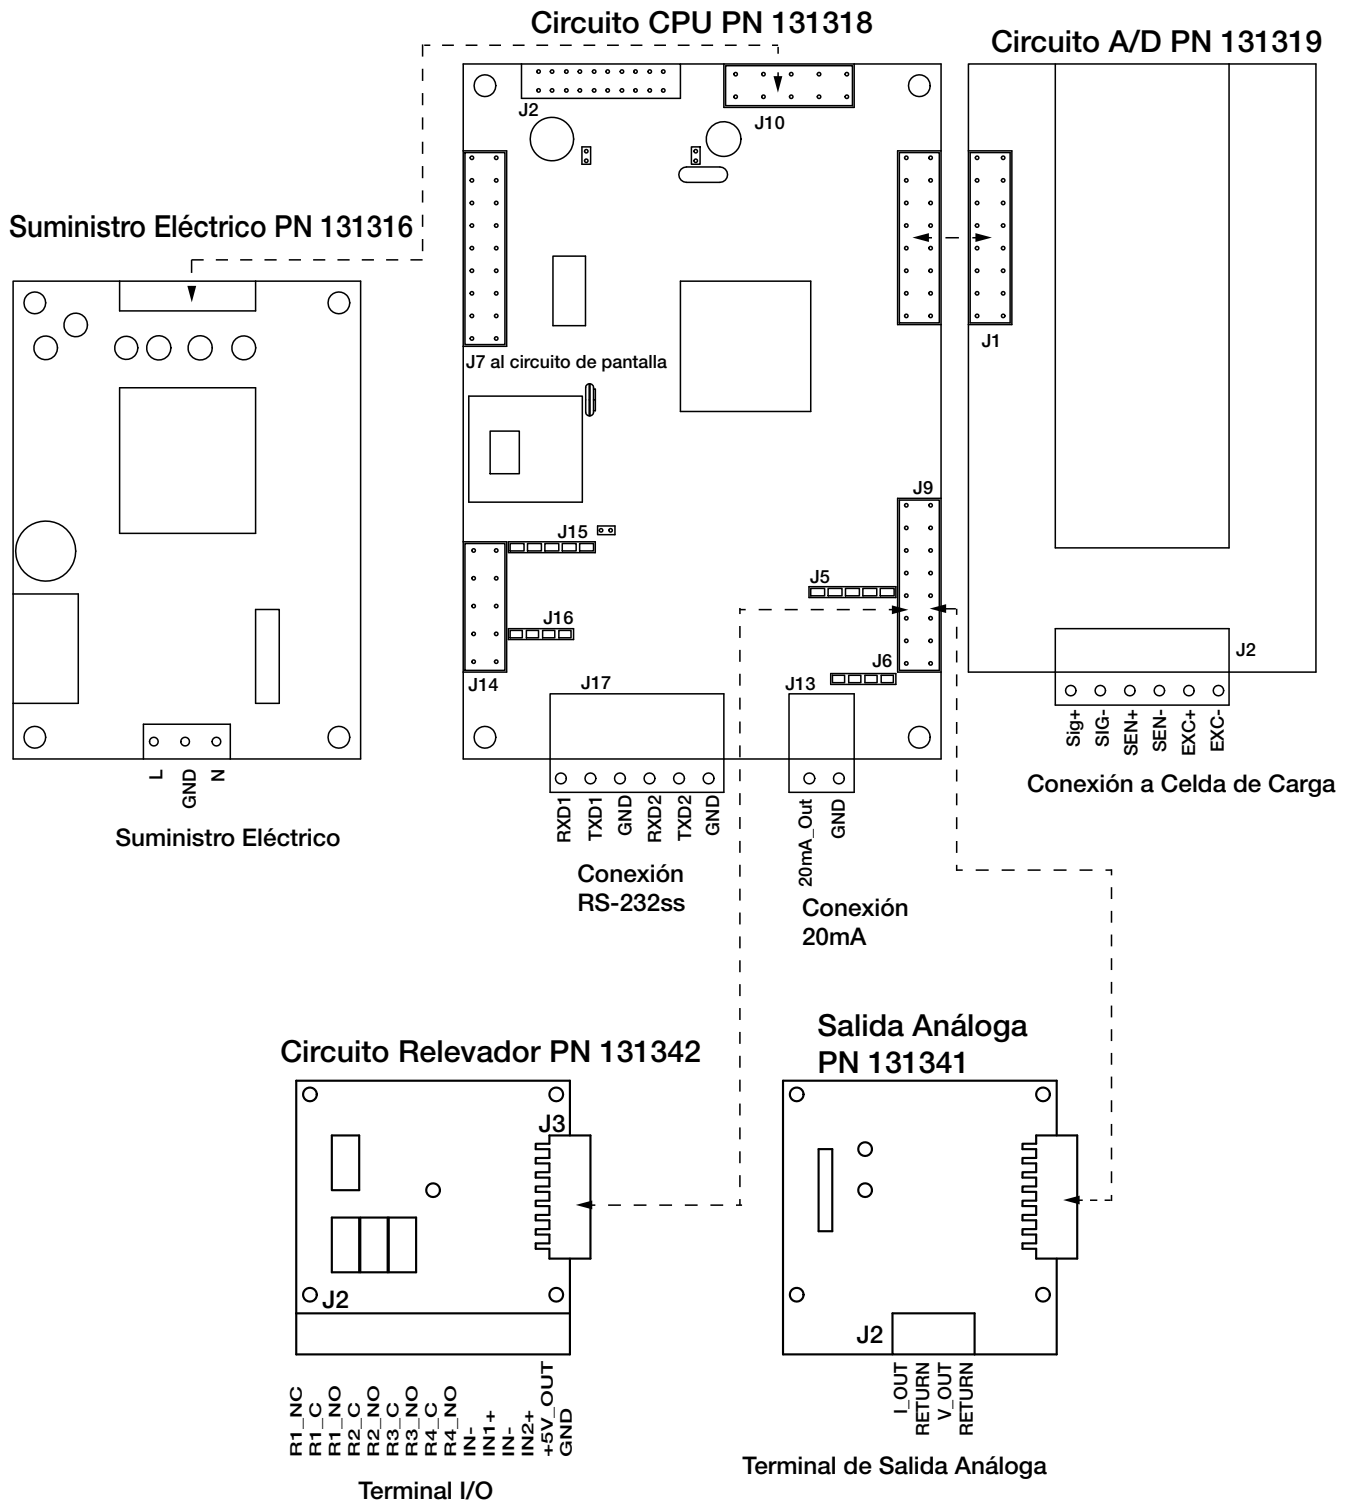 Circuito CPU PN 131318
Circuito A/D PN 131319
J2
J10
Suministro Eléctrico PN 131316
J1
J7 al circuito de pantalla
J9
J15
J5
J16
J6
J2
J14
J17
J13
L
GND
N
Suministro Eléctrico
RXD1
TXD1
GND
RXD2
TXD2
GND
Conexión
RS-232ss
20mA_Out
GND
Conexión
20mA
Sig+
SIG-
SEN+
SEN-
EXC+
EXC-
Conexión a Celda de Carga
Circuito Relevador PN 131342
J3
J2
R1_NC
R1_C
R1_NO
R2_C
R2_NO
R3_C
R3_NO
R4_C
R4_NO
IN-
IN1+
IN-
IN2+
+5V_OUT
GND
Terminal I/O
Salida Análoga
PN 131341
J2
I_OUT
RETURN
V_OUT
RETURN
Terminal de Salida Análoga